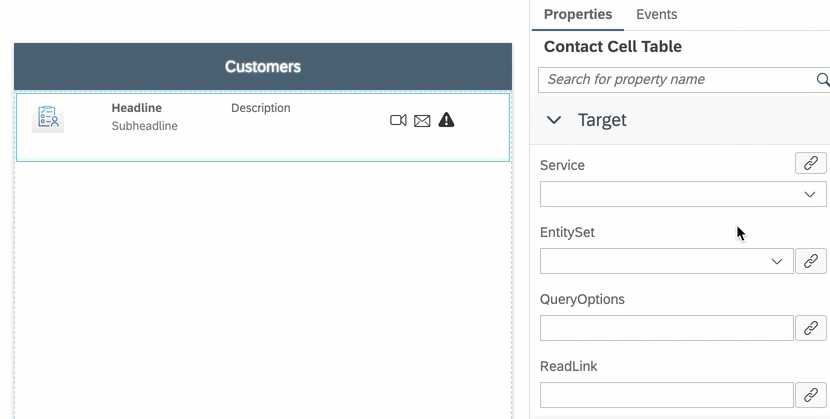 Properties Events
Contact Cell Table
Search for property name
Target
Service
EntitySet
QueryOptions
ReadLink
Customers
Headline Description
Subheadline